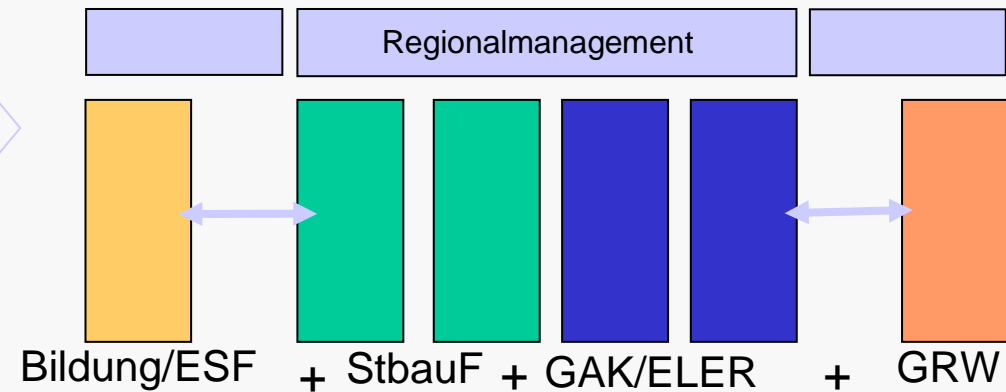 Regionalmanagement
Bildung/ESF + StbauF + GAK/ELER + GRW